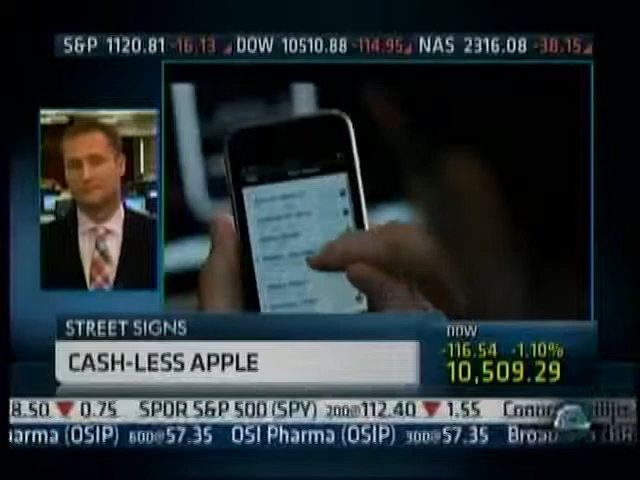 S&P 1120.81 -16.13 DOW 10510.88 -114.95 NAS 2316.08 -38.15
STREET SIGNS
CASH-LESS APPLE
DOW
-116.54 -1.10%
10,509.29
8.50 ▼ 0.75 SPDR S&P 500 (SPY) 200@112.40 ▼ 1.55
arma (OSIP) 600@57.35 OSI Pharma (OSIP) 300@57.35